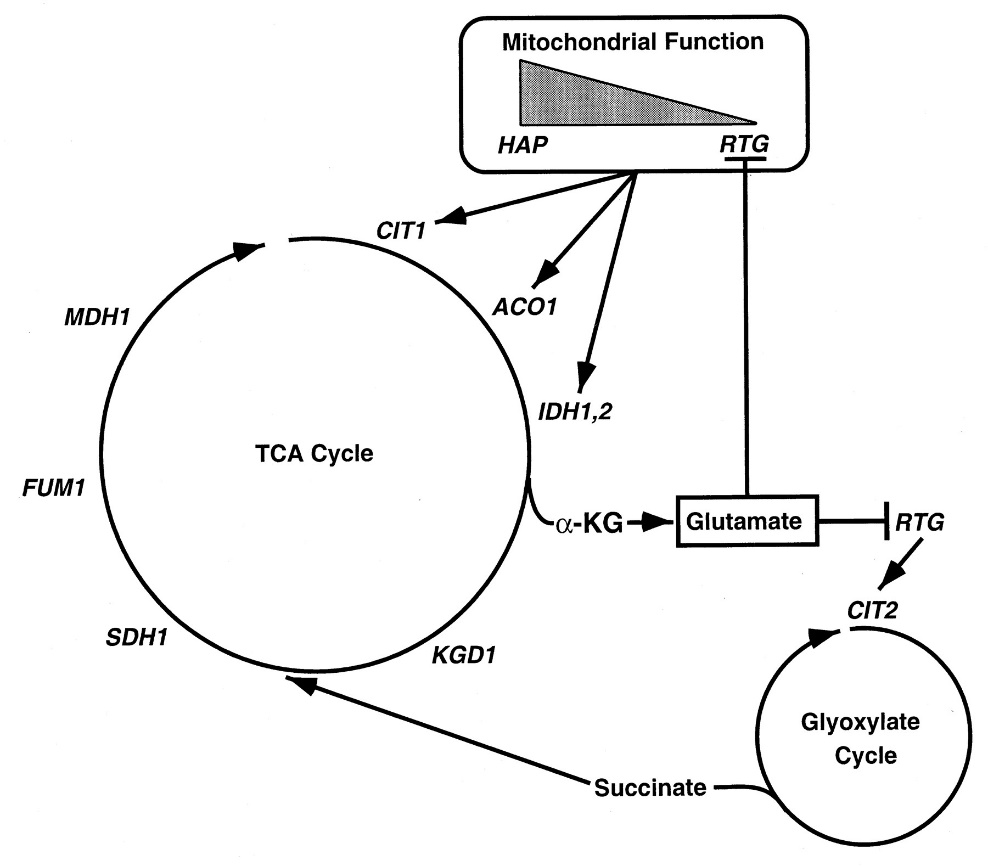 Mitochondrial Function
HAP
RTG
CIT1
ACO1
MDH1
IDH1,2
TCA Cycle
FUM1
α-KG
Glutamate
RTG
CIT2
SDH1
KGD1
Glyoxylate
Cycle
Succinate